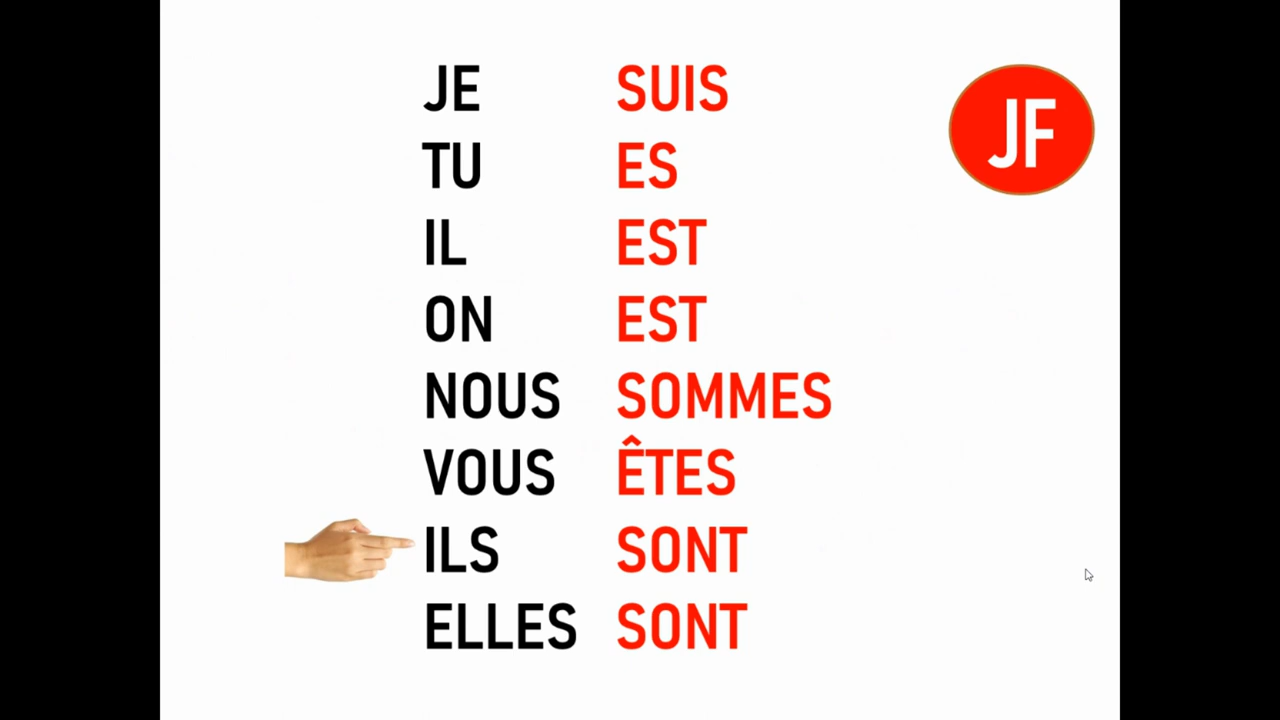 JE SUIS
JF
TU ES
IL EST
ON EST
NOUS SOMMES
VOUS ÊTES
ILS SONT
ELLES SONT